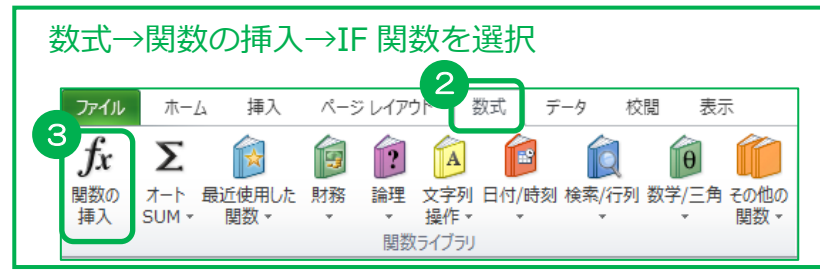 数式→関数の挿入→IF 関数を選択
2
ファイル ホーム 挿入 ページ レイアウト 数式 データ 校閲 表示
3
fx Σ ? A θ
関数の 挿入 オート SUM 最近使用した 関数 財務 論理 文字列 操作 日付/時刻 検索/行列 数学/三角 その他の 関数
関数ライブラリ